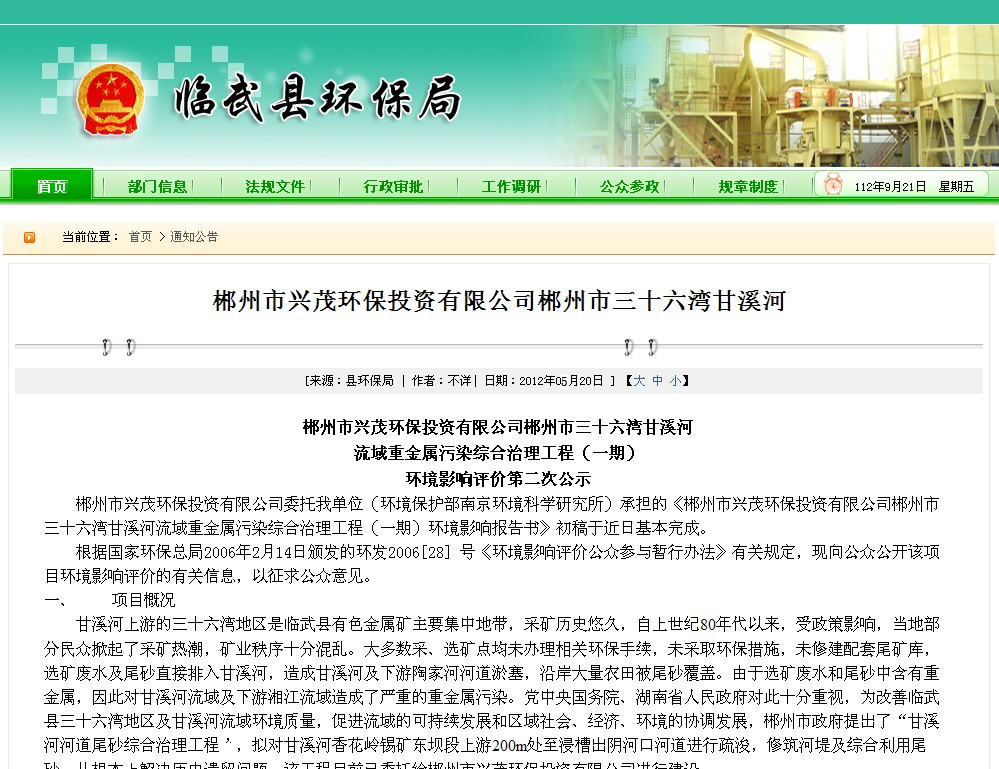 临武县环保局
首页 部门信息 法规文件 行政审批 工作调研 公众参政 规章制度 112年9月21日 星期五
当前位置： 首页 > 通知公告
郴州市兴茂环保投资有限公司郴州市三十六湾甘溪河
[来源：县环保局 | 作者：不详| 日期：2012年05月20日 ] 【大 中 小】
郴州市兴茂环保投资有限公司郴州市三十六湾甘溪河
流域重金属污染综合治理工程（一期）
环境影响评价第二次公示
郴州市兴茂环保投资有限公司委托我单位（环境保护部南京环境科学研究所）承担的《郴州市兴茂环保投资有限公司郴州市
三十六湾甘溪河流域重金属污染综合治理工程（一期）环境影响报告书》初稿于近日基本完成。
根据国家环保总局2006年2月14日颁发的环发2006[28] 号《环境影响评价公众参与暂行办法》有关规定，现向公众公开该项
目环境影响评价的有关信息，以征求公众意见。
一、 项目概况
甘溪河上游的三十六湾地区是临武县有色金属矿主要集中地带，采矿历史悠久，自上世纪80年代以来，受政策影响，当地部
分民众掀起了采矿热潮，矿业秩序十分混乱。大多数采、选矿点均未办理相关环保手续，未采取环保措施，未修建配套尾矿库，
选矿废水及尾砂直接排入甘溪河，造成甘溪河及下游陶家河河道淤塞，沿岸大量农田被尾砂覆盖。由于选矿废水和尾砂中含有重
金属，因此对甘溪河流域及下游湘江流域造成了严重的重金属污染。党中央国务院、湖南省人民政府对此十分重视，为改善临武
县三十六湾地区及甘溪河流域环境质量，促进流域的可持续发展和区域社会、经济、环境的协调发展，郴州市政府提出了“甘溪
河河道尾砂综合治理工程 ’，拟对甘溪河香花岭锡矿东坝段上游200m处至浸槽出阴河口河道进行疏浚，修筑河堤及综合利用尾
砂，从根本上解决历史遗留问题。该工程目前已委托给郴州市兴茂环保投资有限公司进行建设。